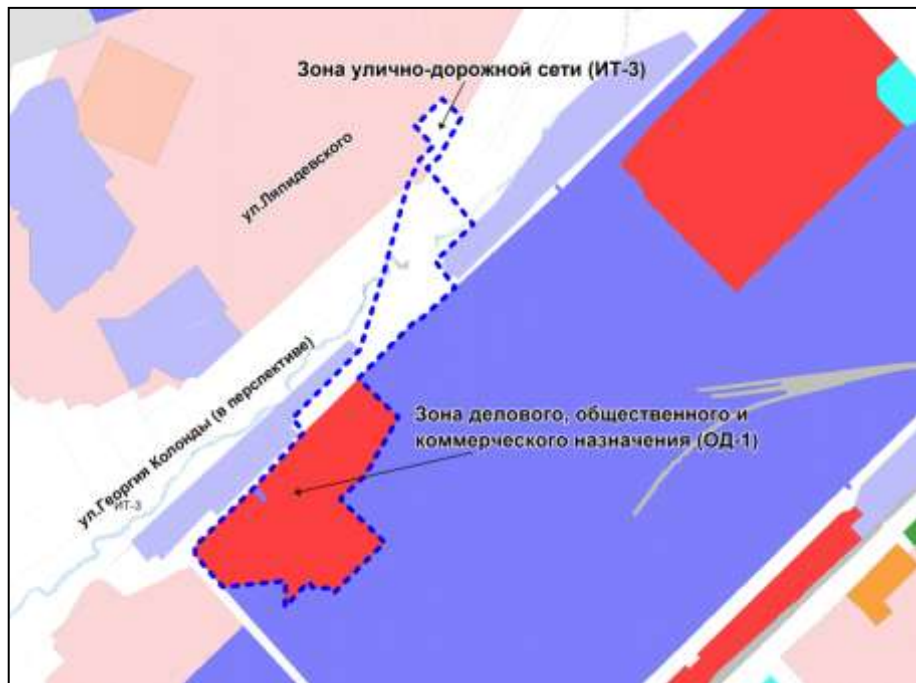 Зона улично-дорожной сети (ИТ-3)
ул.Ляпидевского
Зона делового, общественного и
коммерческого назначения (ОД-1)
ул.Георгия Колонды (в перспективе)
ИТ-3